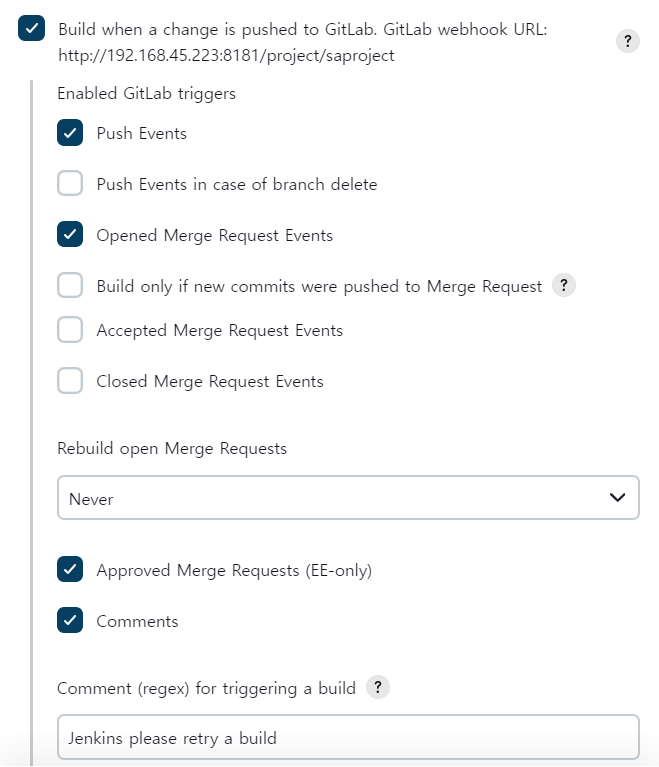 Build when a change is pushed to GitLab. GitLab webhook URL:
http://192.168.45.223:8181/project/saproject
?
Enabled GitLab triggers
Push Events
Push Events in case of branch delete
Opened Merge Request Events
Build only if new commits were pushed to Merge Request ?
Accepted Merge Request Events
Closed Merge Request Events
Rebuild open Merge Requests
Never
Approved Merge Requests (EE-only)
Comments
Comment (regex) for triggering a build ?
Jenkins please retry a build